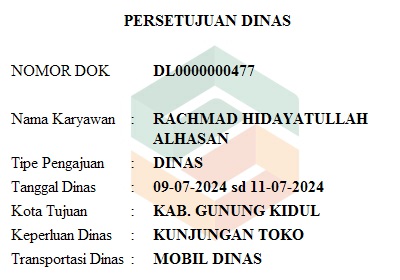 PERSETUJUAN DINAS
NOMOR DOK DL0000000477
Nama Karyawan : RACHMAD HIDAYATULLAH
ALHASAN
Tipe Pengajuan : DINAS
Tanggal Dinas : 09-07-2024 sd 11-07-2024
Kota Tujuan : KAB. GUNUNG KIDUL
Keperluan Dinas : KUNJUNGAN TOKO
Transportasi Dinas : MOBIL DINAS